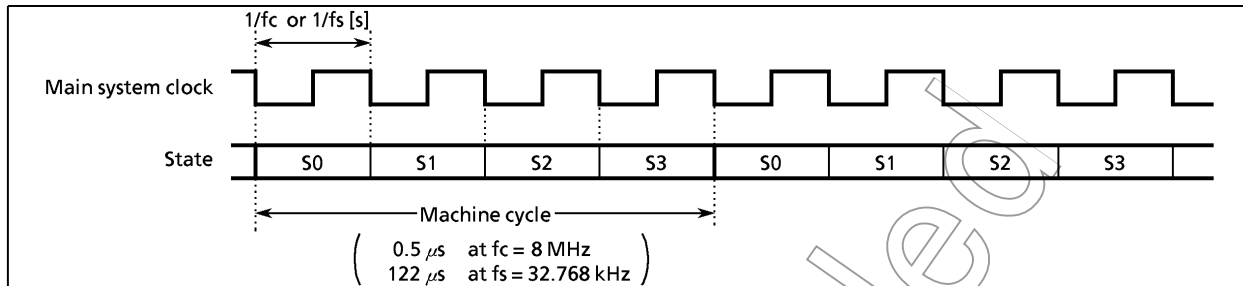 1/fc or 1/fs [s]
Main system clock
State S0 S1 S2 S3 S0 S1 S2 S3
Machine cycle
0.5 μs at fc = 8 MHz
122 μs at fs = 32.768 kHz
led